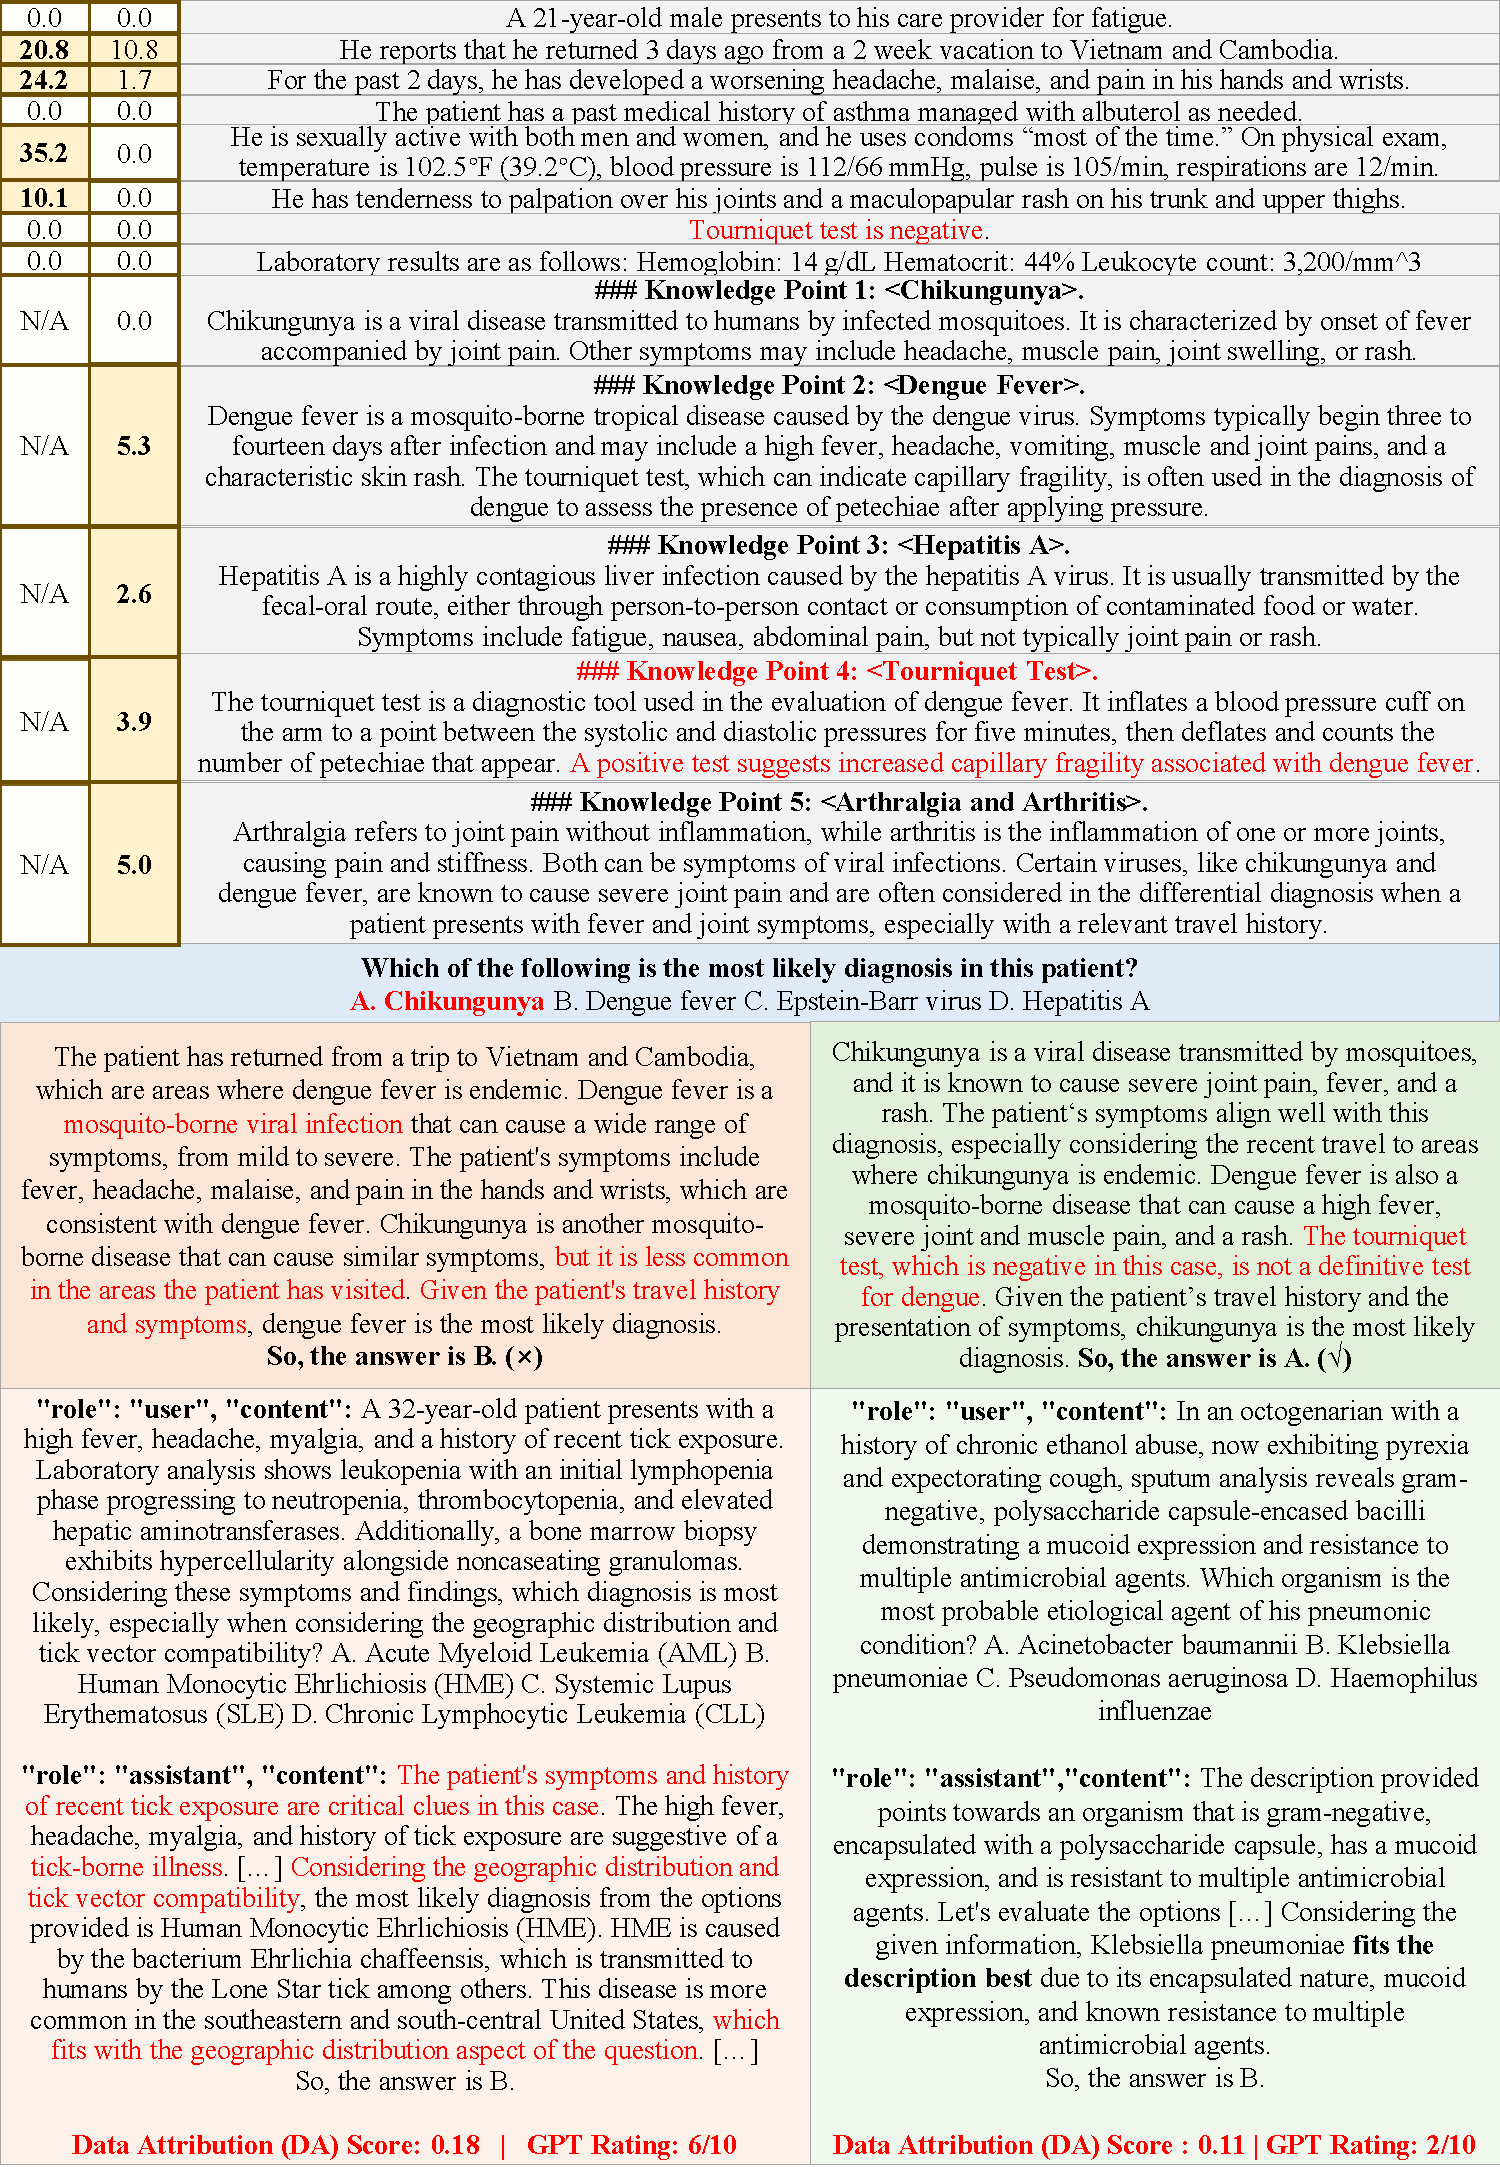 0.0 0.0 A 21-year-old male presents to his care provider for fatigue.
20.8 10.8 He reports that he returned 3 days ago from a 2 week vacation to Vietnam and Cambodia.
24.2 1.7 For the past 2 days, he has developed a worsening headache, malaise, and pain in his hands and wrists.
0.0 0.0 The patient has a past medical history of asthma managed with albuterol as needed.
35.2 0.0 He is sexually active with both men and women, and he uses condoms “most of the time.” On physical exam,
temperature is 102.5°F (39.2°C), blood pressure is 112/66 mmHg, pulse is 105/min, respirations are 12/min.
10.1 0.0 He has tenderness to palpation over his joints and a maculopapular rash on his trunk and upper thighs.
0.0 0.0 Tourniquet test is negative.
0.0 0.0 Laboratory results are as follows: Hemoglobin: 14 g/dL Hematocrit: 44% Leukocyte count: 3,200/mm^3
### Knowledge Point 1: <Chikungunya>.
N/A 0.0 Chikungunya is a viral disease transmitted to humans by infected mosquitoes. It is characterized by onset of fever
accompanied by joint pain. Other symptoms may include headache, muscle pain, joint swelling, or rash.
### Knowledge Point 2: <Dengue Fever>.
Dengue fever is a mosquito-borne tropical disease caused by the dengue virus. Symptoms typically begin three to
N/A 5.3 fourteen days after infection and may include a high fever, headache, vomiting, muscle and joint pains, and a
characteristic skin rash. The tourniquet test, which can indicate capillary fragility, is often used in the diagnosis of
dengue to assess the presence of petechiae after applying pressure.
### Knowledge Point 3: <Hepatitis A>.
Hepatitis A is a highly contagious liver infection caused by the hepatitis A virus. It is usually transmitted by the
N/A 2.6 fecal-oral route, either through person-to-person contact or consumption of contaminated food or water.
Symptoms include fatigue, nausea, abdominal pain, but not typically joint pain or rash.
### Knowledge Point 4: <Tourniquet Test>.
The tourniquet test is a diagnostic tool used in the evaluation of dengue fever. It inflates a blood pressure cuff on
N/A 3.9 the arm to a point between the systolic and diastolic pressures for five minutes, then deflates and counts the
number of petechiae that appear. A positive test suggests increased capillary fragility associated with dengue fever.
### Knowledge Point 5: <Arthralgia and Arthritis>.
Arthralgia refers to joint pain without inflammation, while arthritis is the inflammation of one or more joints,
N/A 5.0 causing pain and stiffness. Both can be symptoms of viral infections. Certain viruses, like chikungunya and
dengue fever, are known to cause severe joint pain and are often considered in the differential diagnosis when a
patient presents with fever and joint symptoms, especially with a relevant travel history.
Which of the following is the most likely diagnosis in this patient?
A. Chikungunya B. Dengue fever C. Epstein-Barr virus D. Hepatitis A
The patient has returned from a trip to Vietnam and Cambodia,
which are areas where dengue fever is endemic. Dengue fever is a
mosquito-borne viral infection that can cause a wide range of
symptoms, from mild to severe. The patient's symptoms include
fever, headache, malaise, and pain in the hands and wrists, which are
consistent with dengue fever. Chikungunya is another mosquito-
borne disease that can cause similar symptoms, but it is less common
in the areas the patient has visited. Given the patient's travel history
and symptoms, dengue fever is the most likely diagnosis.
So, the answer is B. (×)
Chikungunya is a viral disease transmitted by mosquitoes,
and it is known to cause severe joint pain, fever, and a
rash. The patient‘s symptoms align well with this
diagnosis, especially considering the recent travel to areas
where chikungunya is endemic. Dengue fever is also a
mosquito-borne disease that can cause a high fever,
severe joint and muscle pain, and a rash. The tourniquet
test, which is negative in this case, is not a definitive test
for dengue. Given the patient’s travel history and the
presentation of symptoms, chikungunya is the most likely
diagnosis. So, the answer is A. (√)
"role": "user", "content": A 32-year-old patient presents with a
high fever, headache, myalgia, and a history of recent tick exposure.
Laboratory analysis shows leukopenia with an initial lymphopenia
phase progressing to neutropenia, thrombocytopenia, and elevated
hepatic aminotransferases. Additionally, a bone marrow biopsy
exhibits hypercellularity alongside noncaseating granulomas.
Considering these symptoms and findings, which diagnosis is most
likely, especially when considering the geographic distribution and
tick vector compatibility? A. Acute Myeloid Leukemia (AML) B.
Human Monocytic Ehrlichiosis (HME) C. Systemic Lupus
Erythematosus (SLE) D. Chronic Lymphocytic Leukemia (CLL)
"role": "assistant", "content": The patient's symptoms and history
of recent tick exposure are critical clues in this case. The high fever,
headache, myalgia, and history of tick exposure are suggestive of a
tick-borne illness. […] Considering the geographic distribution and
tick vector compatibility, the most likely diagnosis from the options
provided is Human Monocytic Ehrlichiosis (HME). HME is caused
by the bacterium Ehrlichia chaffeensis, which is transmitted to
humans by the Lone Star tick among others. This disease is more
common in the southeastern and south-central United States, which
fits with the geographic distribution aspect of the question. […]
So, the answer is B.
Data Attribution (DA) Score: 0.18 | GPT Rating: 6/10
"role": "user", "content": In an octogenarian with a
history of chronic ethanol abuse, now exhibiting pyrexia
and expectorating cough, sputum analysis reveals gram-
negative, polysaccharide capsule-encased bacilli
demonstrating a mucoid expression and resistance to
multiple antimicrobial agents. Which organism is the
most probable etiological agent of his pneumonic
condition? A. Acinetobacter baumannii B. Klebsiella
pneumoniae C. Pseudomonas aeruginosa D. Haemophilus
influenzae
"role": "assistant","content": The description provided
points towards an organism that is gram-negative,
encapsulated with a polysaccharide capsule, has a mucoid
expression, and is resistant to multiple antimicrobial
agents. Let's evaluate the options […] Considering the
given information, Klebsiella pneumoniae fits the
description best due to its encapsulated nature, mucoid
expression, and known resistance to multiple
antimicrobial agents.
So, the answer is B.
Data Attribution (DA) Score : 0.11 | GPT Rating: 2/10